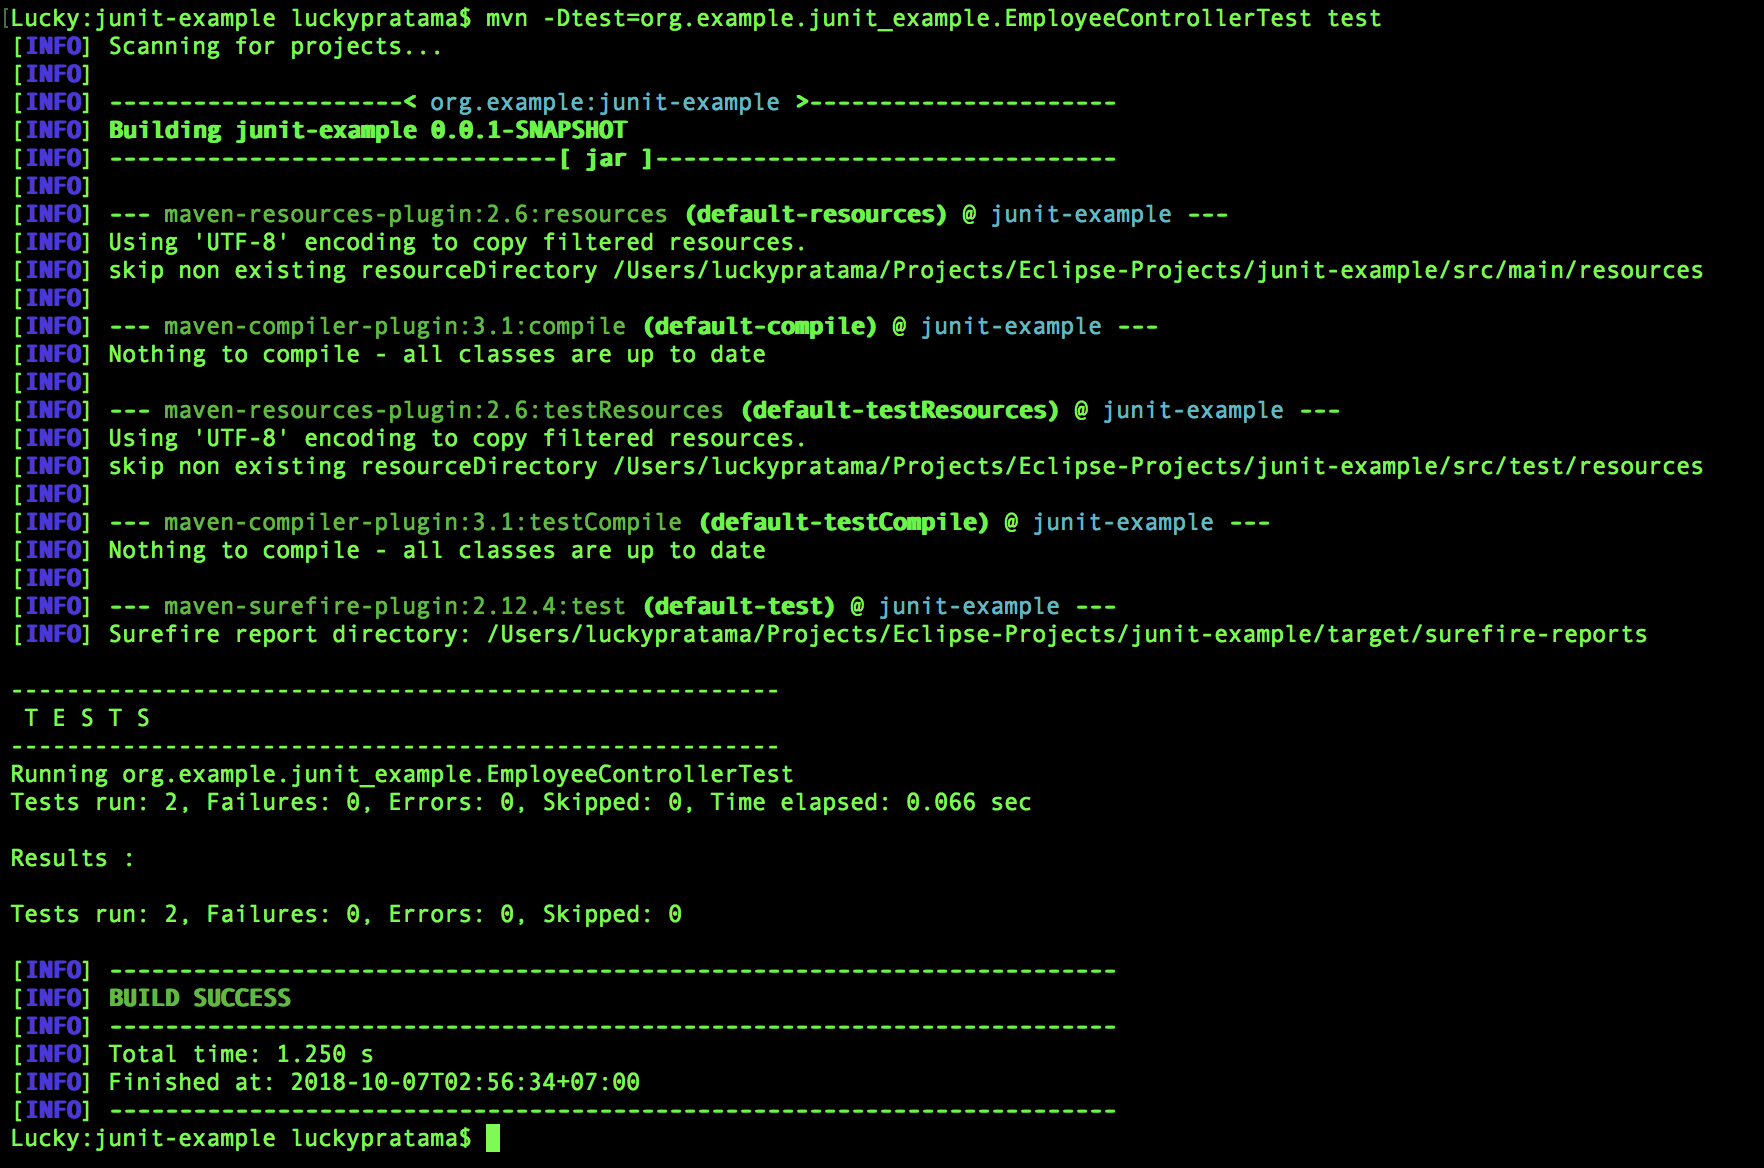 [Lucky:junit-example luckypratama$ mvn -Dtest=org.example.junit_example.EmployeeControllerTest test
[INFO] Scanning for projects...
[INFO]
[INFO] ---------------------< org.example:junit-example >----------------------
[INFO] Building junit-example 0.0.1-SNAPSHOT
[INFO] --------------------------------[ jar ]---------------------------------
[INFO]
[INFO] --- maven-resources-plugin:2.6:resources (default-resources) @ junit-example ---
[INFO] Using 'UTF-8' encoding to copy filtered resources.
[INFO] skip non existing resourceDirectory /Users/luckypratama/Projects/Eclipse-Projects/junit-example/src/main/resources
[INFO]
[INFO] --- maven-compiler-plugin:3.1:compile (default-compile) @ junit-example ---
[INFO] Nothing to compile - all classes are up to date
[INFO]
[INFO] --- maven-resources-plugin:2.6:testResources (default-testResources) @ junit-example ---
[INFO] Using 'UTF-8' encoding to copy filtered resources.
[INFO] skip non existing resourceDirectory /Users/luckypratama/Projects/Eclipse-Projects/junit-example/src/test/resources
[INFO]
[INFO] --- maven-compiler-plugin:3.1:testCompile (default-testCompile) @ junit-example ---
[INFO] Nothing to compile - all classes are up to date
[INFO]
[INFO] --- maven-surefire-plugin:2.12.4:test (default-test) @ junit-example ---
[INFO] Surefire report directory: /Users/luckypratama/Projects/Eclipse-Projects/junit-example/target/surefire-reports
-------------------------------------------------------
T E S T S
-------------------------------------------------------
Running org.example.junit_example.EmployeeControllerTest
Tests run: 2, Failures: 0, Errors: 0, Skipped: 0, Time elapsed: 0.066 sec
Results :
Tests run: 2, Failures: 0, Errors: 0, Skipped: 0
[INFO] ------------------------------------------------------------------------
[INFO] BUILD SUCCESS
[INFO] ------------------------------------------------------------------------
[INFO] Total time: 1.250 s
[INFO] Finished at: 2018-10-07T02:56:34+07:00
[INFO] ------------------------------------------------------------------------
Lucky:junit-example luckypratama$